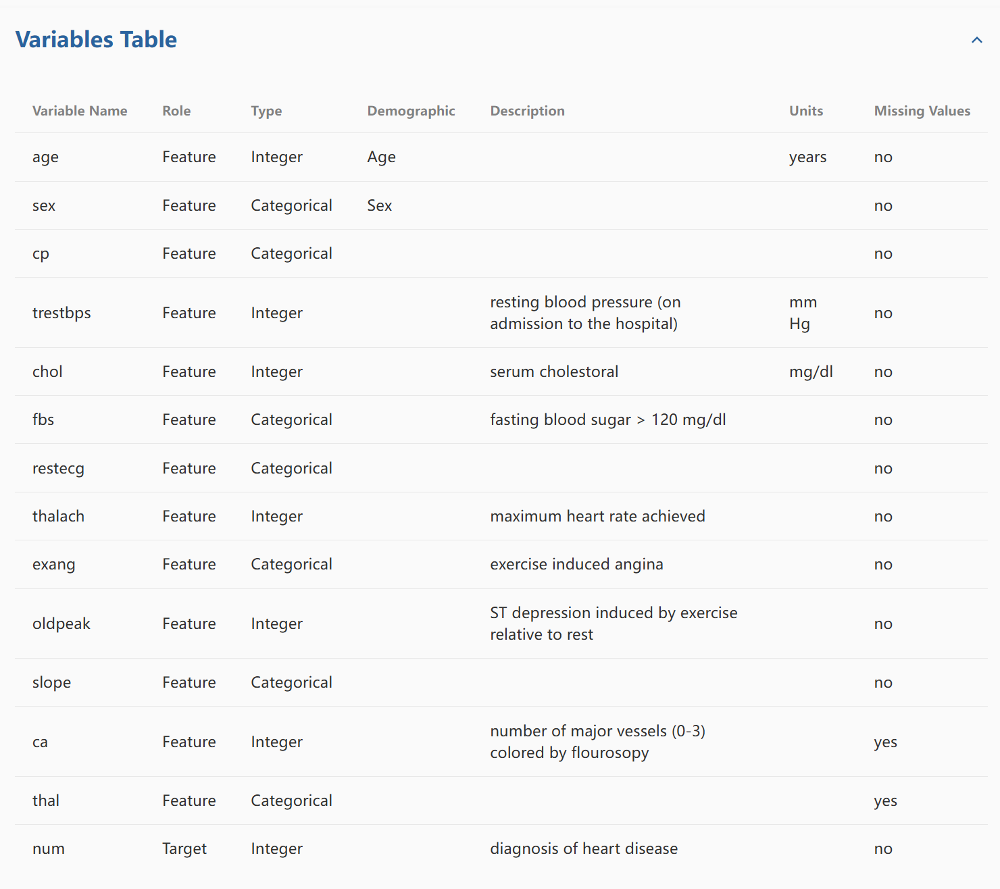 Variables Table
Variable Name Role Type Demographic Description Units Missing Values
age Feature Integer Age years no
sex Feature Categorical Sex no
cp Feature Categorical no
trestbps Feature Integer resting blood pressure (on admission to the hospital) mm Hg no
chol Feature Integer serum cholestoral mg/dl no
fbs Feature Categorical fasting blood sugar > 120 mg/dl no
restecg Feature Categorical no
thalach Feature Integer maximum heart rate achieved no
exang Feature Categorical exercise induced angina no
oldpeak Feature Integer ST depression induced by exercise relative to rest no
slope Feature Categorical no
ca Feature Integer number of major vessels (0-3) colored by flourosopy yes
thal Feature Categorical yes
num Target Integer diagnosis of heart disease no